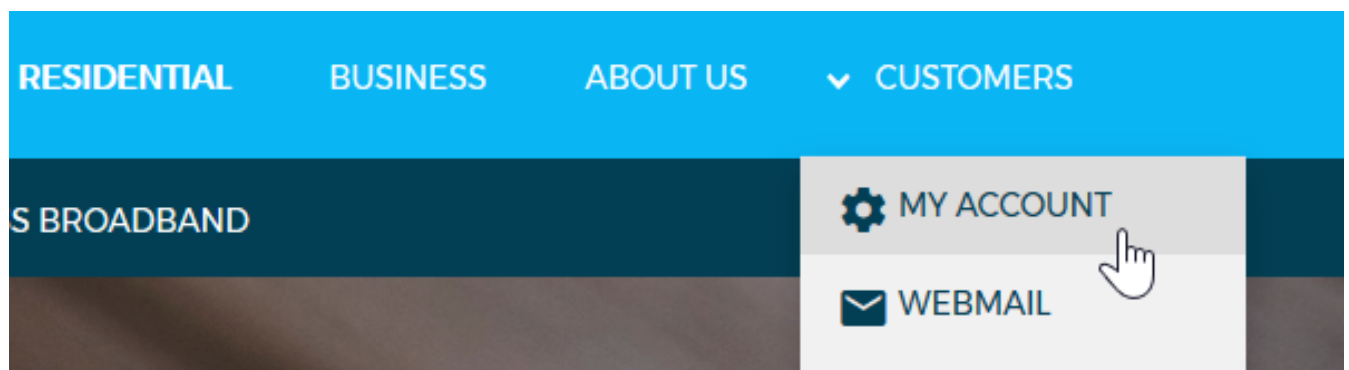 RESIDENTIAL BUSINESS ABOUT US CUSTOMERS
MY ACCOUNT
S BROADBAND
WEBMAIL